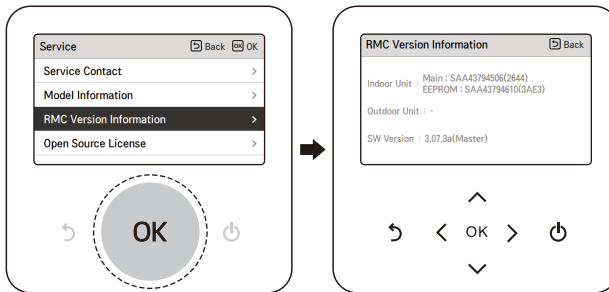 Service
Back OK OK
Service Contact
Model Information
RMC Version Information
Open Source License
OK
RMC Version Information
Back
Indoor Unit Main : SAA43794506(2644)
EEPROM : SAA43794610(3AE3)
Outdoor Unit -
SW Version 3,07,3a(Master)
OK